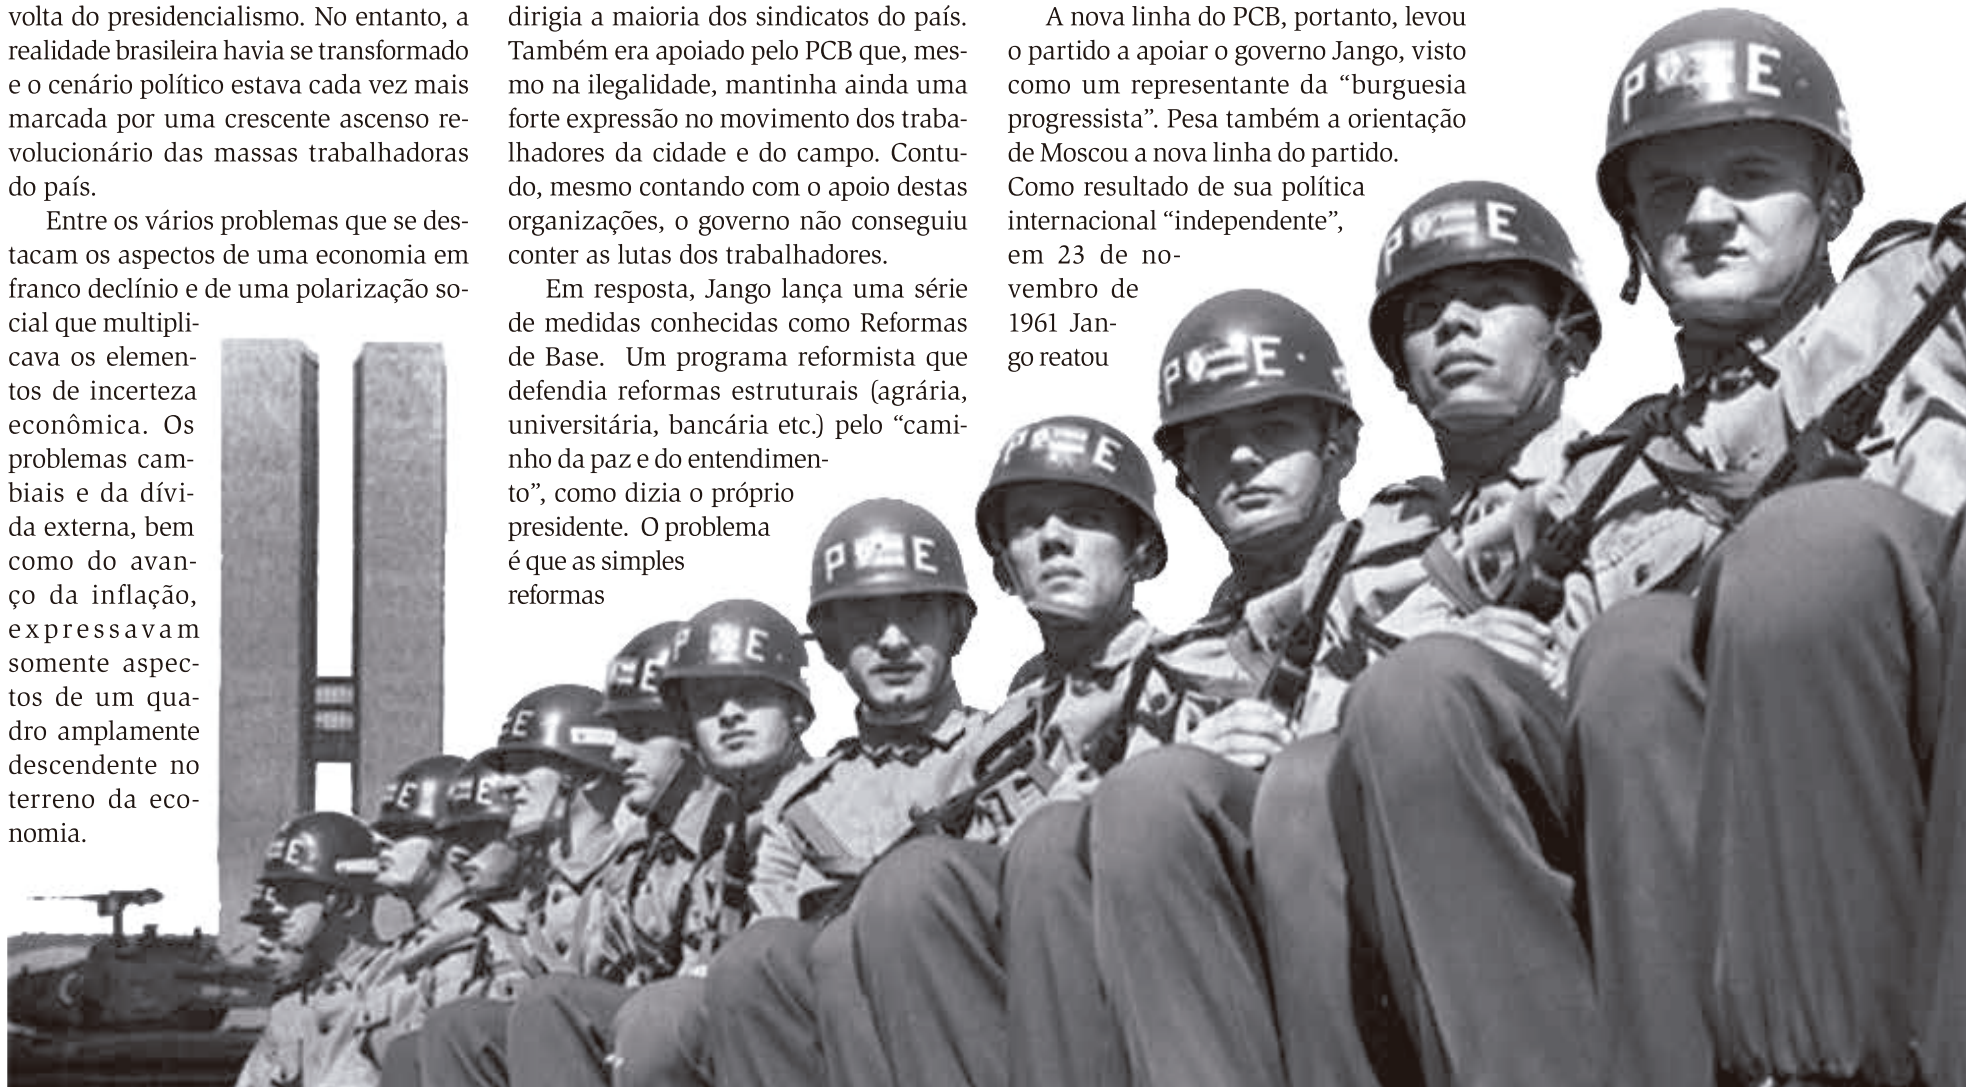 volta do presidencialismo. No entanto, a
realidade brasileira havia se transformado
e o cenário político estava cada vez mais
marcada por uma crescente ascenso re-
volucionário das massas trabalhadoras
do país.
Entre os vários problemas que se des-
tacam os aspectos de uma economia em
franco declínio e de uma polarização so-
cial que multipli-
cava os elemen-
tos de incerteza
econômica. Os
problemas cam-
biais e da dívi-
da externa, bem
como do avan-
ço da inflação,
expressavam
somente aspec-
tos de um qua-
dro amplamente
descendente no
terreno da eco-
nomia.
dirigia a maioria dos sindicatos do país.
Também era apoiado pelo PCB que, mes-
mo na ilegalidade, mantinha ainda uma
forte expressão no movimento dos traba-
lhadores da cidade e do campo. Contu-
do, mesmo contando com o apoio destas
organizações, o governo não conseguiu
conter as lutas dos trabalhadores.
Em resposta, Jango lança uma série
de medidas conhecidas como Reformas
de Base. Um programa reformista que
defendia reformas estruturais (agrária,
universitária, bancária etc.) pelo “cami-
nho da paz e do entendimen-
to”, como dizia o próprio
presidente. O problema
é que as simples
reformas
A nova linha do PCB, portanto, levou
o partido a apoiar o governo Jango, visto
como um representante da “burguesia
progressista”. Pesa também a orientação
de Moscou a nova linha do partido.
Como resultado de sua política
internacional “independente”,
em 23 de no-
vembro de
1961 Jan-
go reatou
P E
P E
P E
P E
P E
P E
E
E
E
E
E